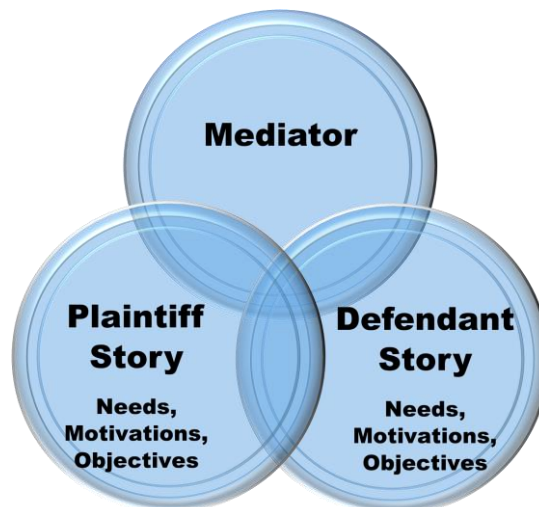 Mediator
Plaintiff
Story
Needs,
Motivations,
Objectives
Defendant
Story
Needs,
Motivations,
Objectives